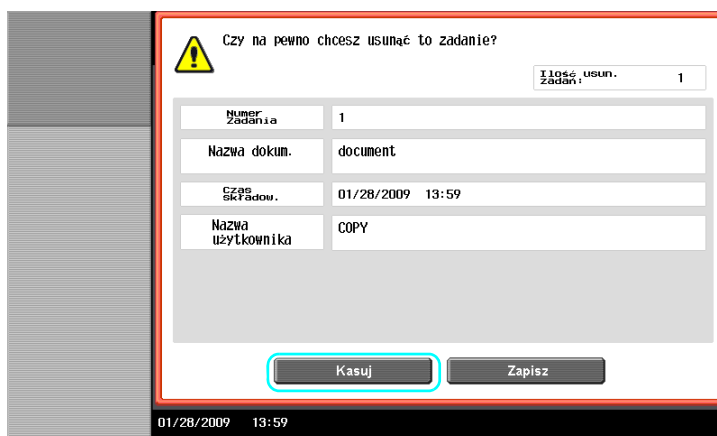 Czy na pewno chcesz usunąć to zadanie?
Ilość usun.
zadań: 1
Numer
zadania 1
Nazwa dokum. document
Czas
składow. 01/28/2009 13:59
Nazwa
użytkownika COPY
Kasuj Zapisz
01/28/2009 13:59